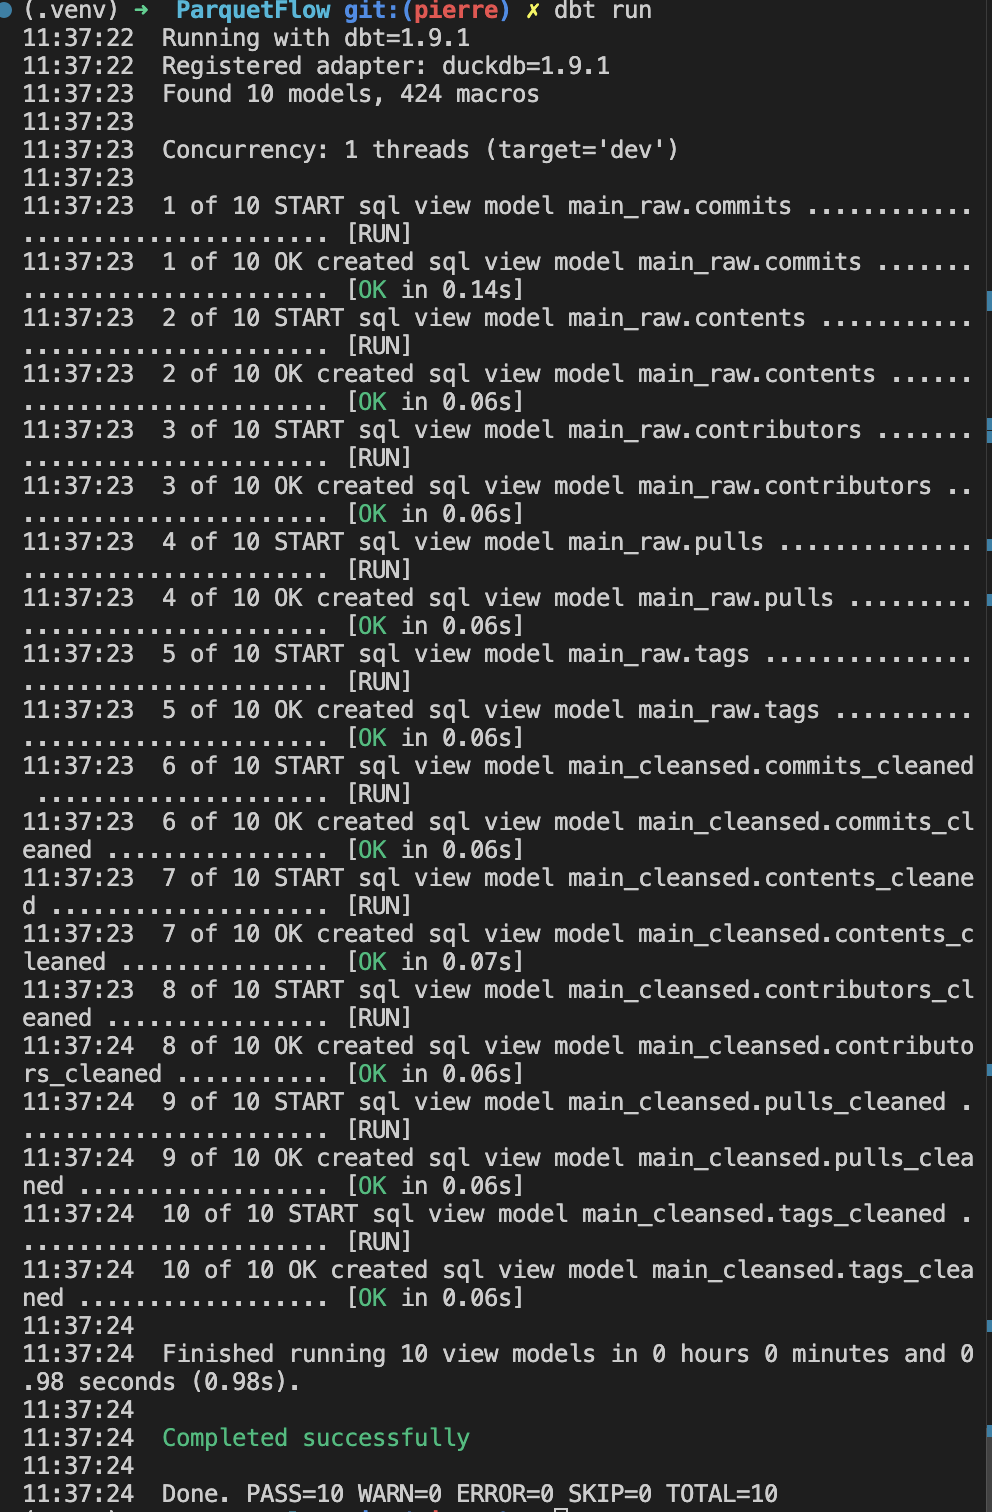 (.venv) → ParquetFlow git:(pierre) ✗ dbt run
11:37:22  Running with dbt=1.9.1
11:37:22  Registered adapter: duckdb=1.9.1
11:37:23  Found 10 models, 424 macros
11:37:23
11:37:23  Concurrency: 1 threads (target='dev')
11:37:23
11:37:23  1 of 10 START sql view model main_raw.commits ............
...................... [RUN]
11:37:23  1 of 10 OK created sql view model main_raw.commits .......
...................... [OK in 0.14s]
11:37:23  2 of 10 START sql view model main_raw.contents ...........
...................... [RUN]
11:37:23  2 of 10 OK created sql view model main_raw.contents ......
...................... [OK in 0.06s]
11:37:23  3 of 10 START sql view model main_raw.contributors .......
...................... [RUN]
11:37:23  3 of 10 OK created sql view model main_raw.contributors ..
...................... [OK in 0.06s]
11:37:23  4 of 10 START sql view model main_raw.pulls ..............
...................... [RUN]
11:37:23  4 of 10 OK created sql view model main_raw.pulls .........
...................... [OK in 0.06s]
11:37:23  5 of 10 START sql view model main_raw.tags ...............
...................... [RUN]
11:37:23  5 of 10 OK created sql view model main_raw.tags ..........
...................... [OK in 0.06s]
11:37:23  6 of 10 START sql view model main_cleansed.commits_cleaned
 ..................... [RUN]
11:37:23  6 of 10 OK created sql view model main_cleansed.commits_cl
eaned ................ [OK in 0.06s]
11:37:23  7 of 10 START sql view model main_cleansed.contents_cleane
d .................... [RUN]
11:37:23  7 of 10 OK created sql view model main_cleansed.contents_c
leaned ............... [OK in 0.07s]
11:37:23  8 of 10 START sql view model main_cleansed.contributors_cl
eaned ................ [RUN]
11:37:24  8 of 10 OK created sql view model main_cleansed.contributo
rs_cleaned ........... [OK in 0.06s]
11:37:24  9 of 10 START sql view model main_cleansed.pulls_cleaned .
...................... [RUN]
11:37:24  9 of 10 OK created sql view model main_cleansed.pulls_clea
ned .................. [OK in 0.06s]
11:37:24  10 of 10 START sql view model main_cleansed.tags_cleaned .
...................... [RUN]
11:37:24  10 of 10 OK created sql view model main_cleansed.tags_clea
ned .................. [OK in 0.06s]
11:37:24
11:37:24  Finished running 10 view models in 0 hours 0 minutes and 0
.98 seconds (0.98s).
11:37:24
11:37:24  Completed successfully
11:37:24
11:37:24  Done. PASS=10 WARN=0 ERROR=0 SKIP=0 TOTAL=10